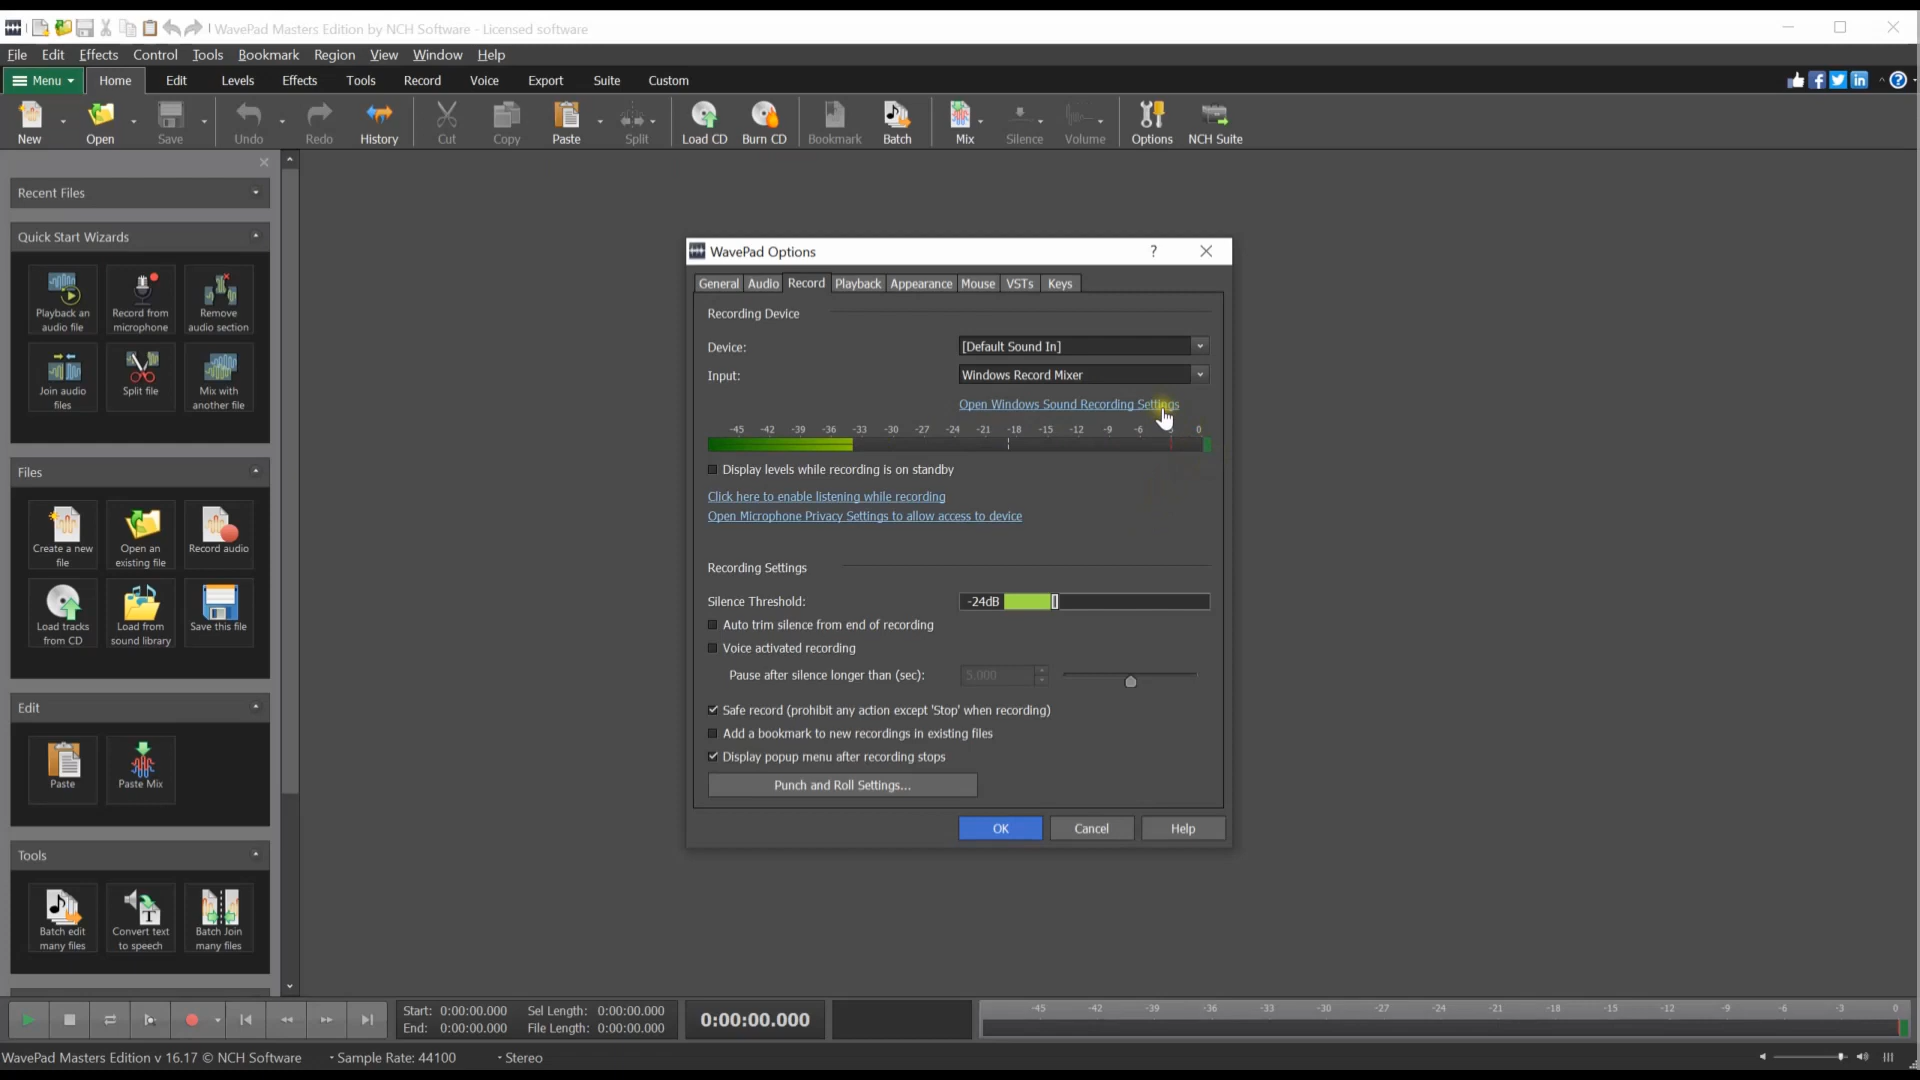 WavePad Masters Edition by NCH Software - Licensed software
File Edit Effects Control Tools Bookmark Region View Window Help
Menu Home Edit Levels Effects Tools Record Voice Export Suite Custom
New Open Save Undo Redo History Cut Copy Paste Split Load CD Burn CD Bookmark Batch Mix Silence Volume Options NCH Suite
Recent Files
Quick Start Wizards
Playback an audio file
Record from microphone
Remove audio section
Join audio files
Split file
Mix with another file
Files
Create a new file
Open an existing file
Record audio
Load tracks from CD
Load from sound library
Save this file
Edit
Paste
Paste Mix
Tools
Batch edit many files
Convert text to speech
Batch Join many files
WavePad Options
General Audio Record Playback Appearance Mouse VSTs Keys
Recording Device
Device: [Default Sound In]
Input: Windows Record Mixer
Open Windows Sound Recording Settings
-45 -42 -39 -36 -33 -30 -27 -24 -21 -18 -15 -12 -9 -6 0
Display levels while recording is on standby
Click here to enable listening while recording
Open Microphone Privacy Settings to allow access to device
Recording Settings
Silence Threshold: -24dB
Auto trim silence from end of recording
Voice activated recording
Pause after silence longer than (sec): 5.000
Safe record (prohibit any action except 'Stop' when recording)
Add a bookmark to new recordings in existing files
Display popup menu after recording stops
Punch and Roll Settings...
OK Cancel Help
Start: 0:00:00.000 Sel Length: 0:00:00.000
End: 0:00:00.000 File Length: 0:00:00.000
0:00:00.000
-45 -42 -39 -36 -33 -30 -27 -24 -21 -18 -15 -12 -9 -6 -3 0
WavePad Masters Edition v 16.17 © NCH Software Sample Rate: 44100 Stereo